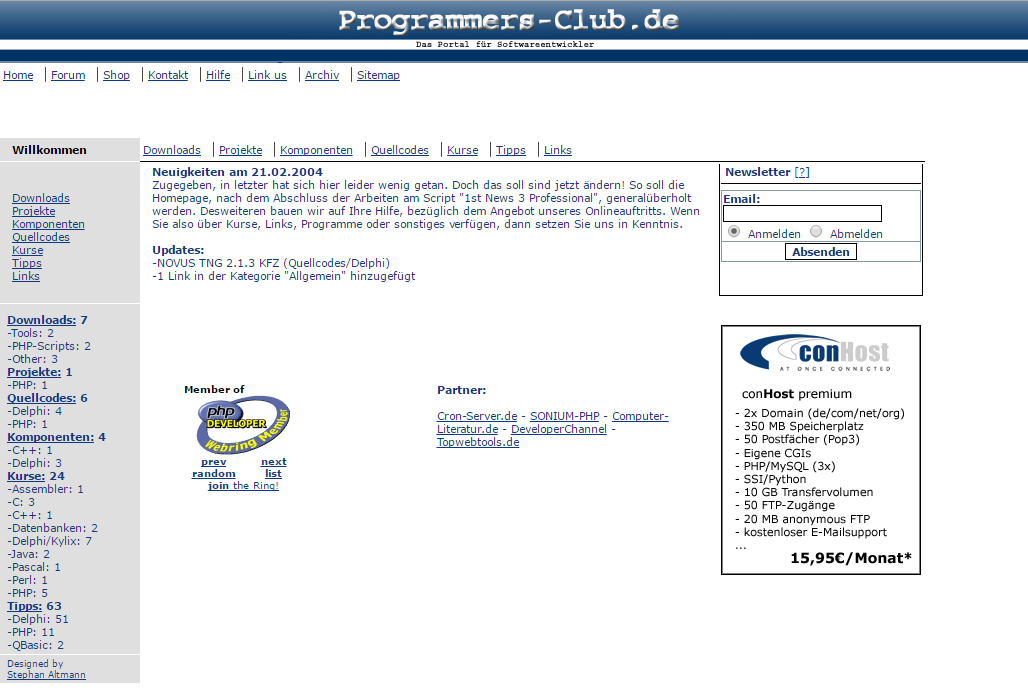 Programmers-Club.de
Das Portal für Softwareentwickler
Home | Forum | Shop | Kontakt | Hilfe | Link us | Archiv | Sitemap
Willkommen
Downloads | Projekte | Komponenten | Quellcodes | Kurse | Tipps | Links
Downloads
Projekte
Komponenten
Quellcodes
Kurse
Tipps
Links
Downloads: 7
-Tools: 2
-PHP-Scripts: 2
-Other: 3
Projekte: 1
-PHP: 1
Quellcodes: 6
-Delphi: 4
-PHP: 1
Komponenten: 4
-C++: 1
-Delphi: 3
Kurse: 24
-Assembler: 1
-C: 3
-C++: 1
-Datenbanken: 2
-Delphi/Kylix: 7
-Java: 2
-Pascal: 1
-Perl: 1
-PHP: 5
Tipps: 63
-Delphi: 51
-PHP: 11
-QBasic: 2
Designed by
Stephan Altmann
Neuigkeiten am 21.02.2004
Zugegeben, in letzter hat sich hier leider wenig getan. Doch das soll sind jetzt ändern! So soll die
Homepage, nach dem Abschluss der Arbeiten am Script "1st News 3 Professional", generalüberholt
werden. Desweiteren bauen wir auf Ihre Hilfe, bezüglich dem Angebot unseres Onlineauftritts. Wenn
Sie also über Kurse, Links, Programme oder sonstiges verfügen, dann setzen Sie uns in Kenntnis.
Updates:
-NOVUS TNG 2.1.3 KFZ (Quellcodes/Delphi)
-1 Link in der Kategorie "Allgemein" hinzugefügt
Member of
php
DEVELOPER
Webring Member
prev next
random list
join the Ring!
Partner:
Cron-Server.de - SONIUM-PHP - Computer-
Literatur.de - DeveloperChannel -
Topwebtools.de
Newsletter [?]
Email:
Anmelden Abmelden
Absenden
conHost
AT ONCE CONNECTED
conHost premium
- 2x Domain (de/com/net/org)
- 350 MB Speicherplatz
- 50 Postfächer (Pop3)
- Eigene CGIs
- PHP/MySQL (3x)
- SSI/Python
- 10 GB Transfervolumen
- 50 FTP-Zugänge
- 20 MB anonymous FTP
- kostenloser E-Mailsupport
...
15,95€/Monat*